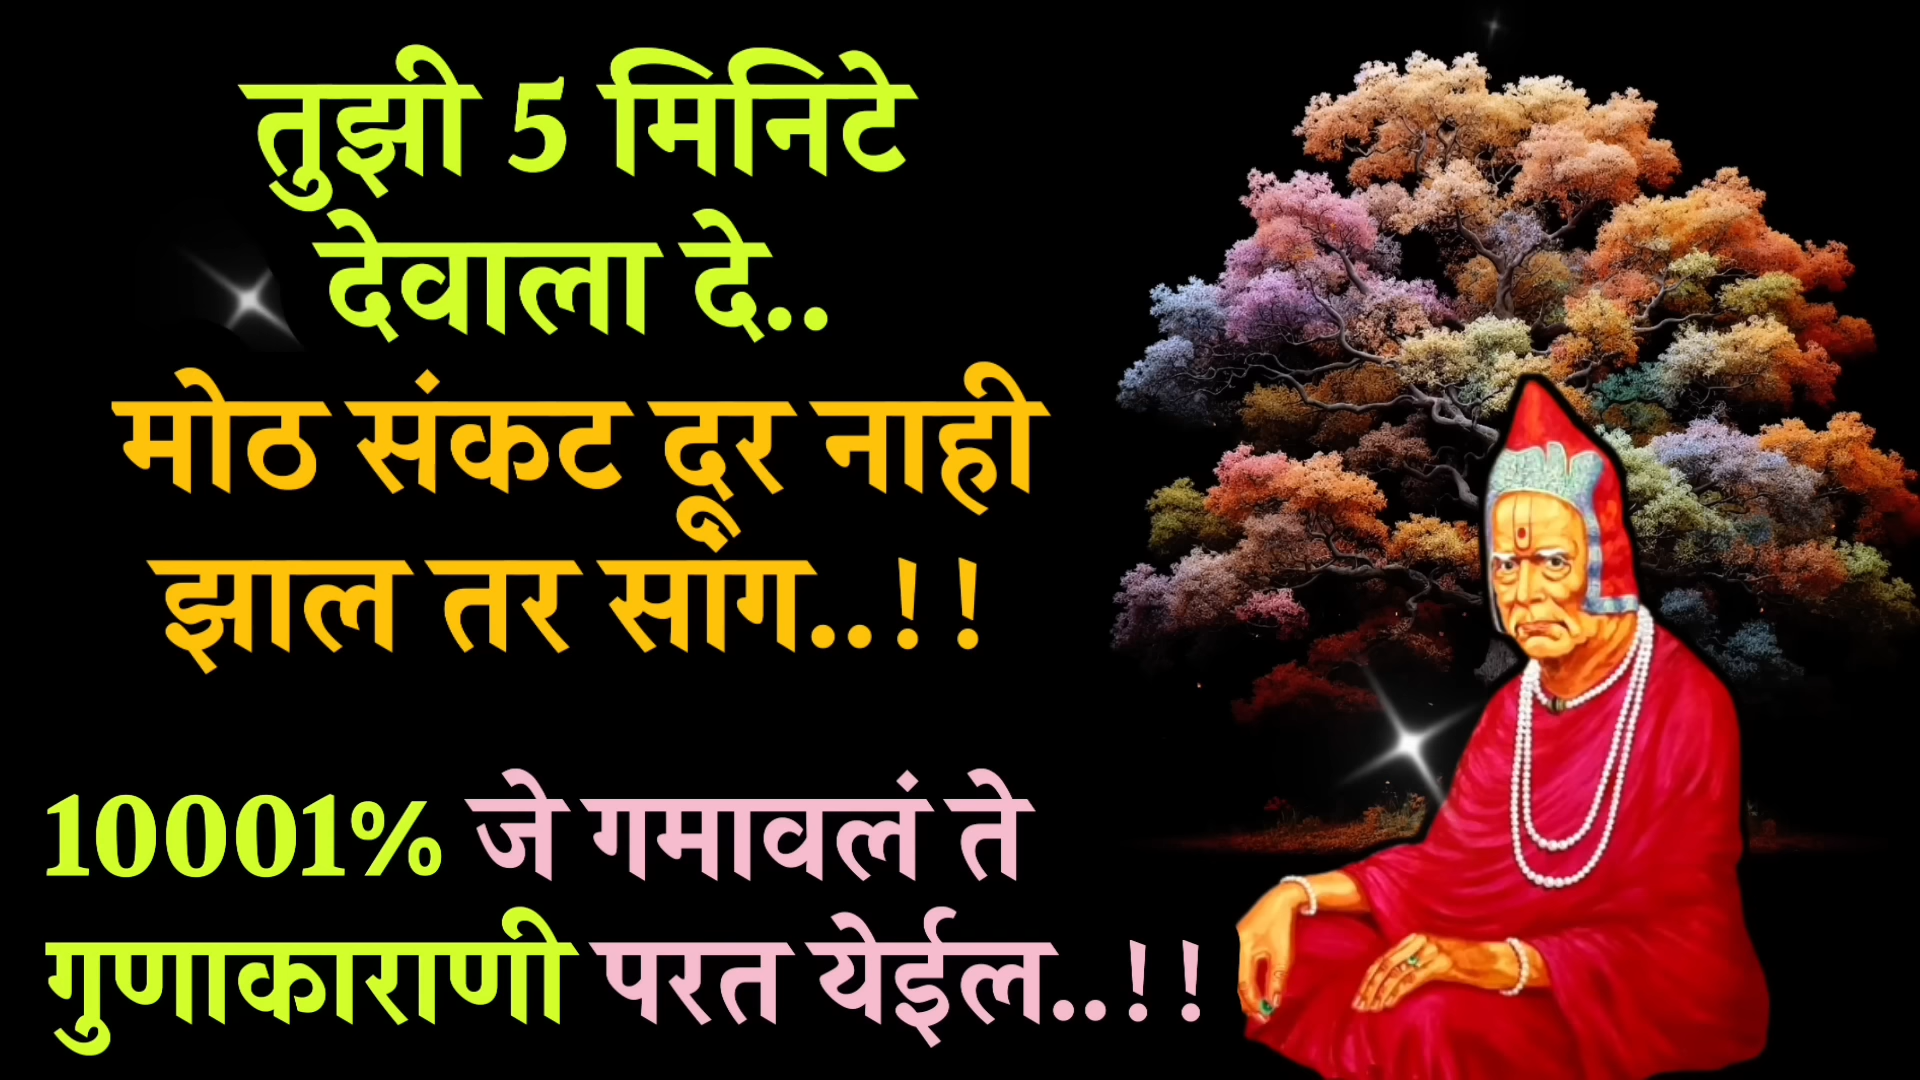 तुझी 5 मिनिटे
देवाला दे..
मोठ संकट दूर नाही
झाल तर सांग..!!
10001% जे गमावलं ते
गुणाकाराणी परत येईल..!!